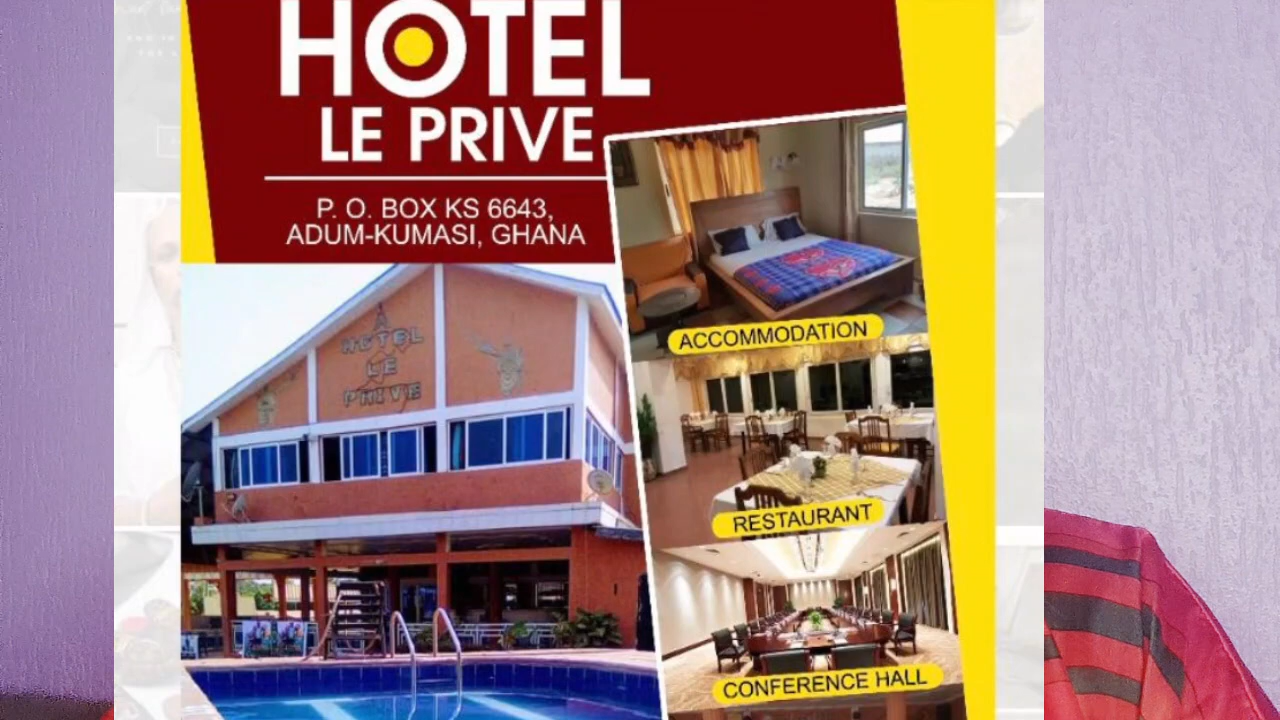 HOTEL
LE PRIVE
P. O. BOX KS 6643,
ADUM-KUMASI, GHANA
HOTEL
LE
PRIVE
ACCOMMODATION
RESTAURANT
CONFERENCE HALL